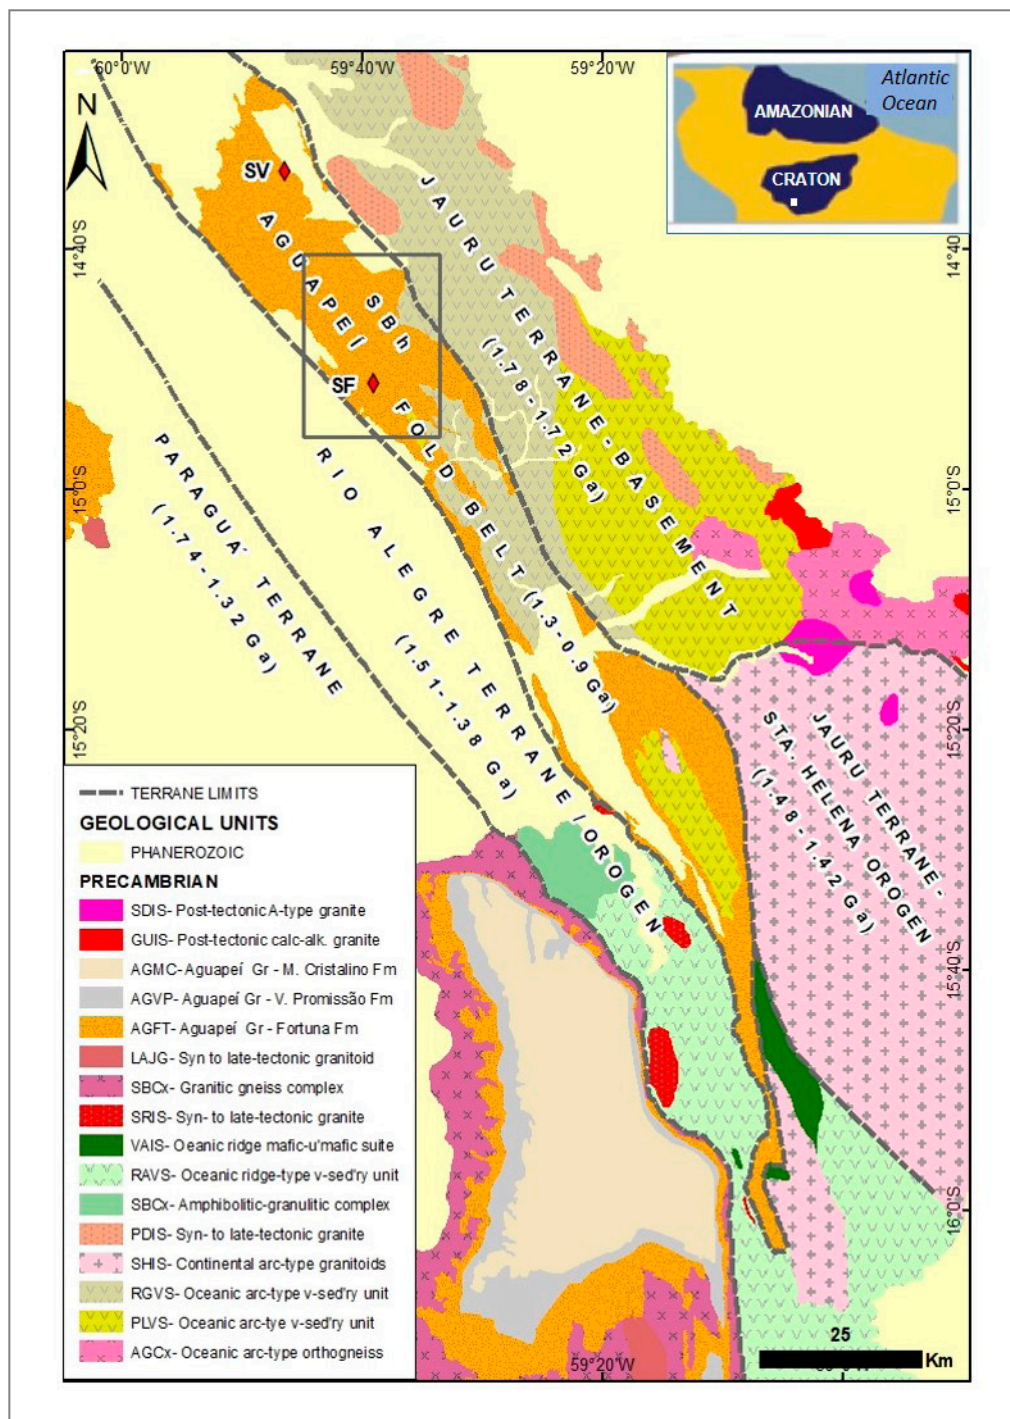 60°0'W
59°40'W
59°20'W
Atlantic
Ocean
AMAZONIAN
CRATON
N
SV
SF
SBh
14°40'S
14°40'S
15°0'S
15°0'S
15°20'S
15°20'S
15°40'S
16°0'S
AGUAPEÍ FOLD BELT (1.3-0.9 Ga)
JAURU TERRANE-BASEMENT
(1.78-1.72 Ga)
RIO ALEGRE TERRANE/OROGEN
(1.51-1.38 Ga)
PARAGUÁ TERRANE
(1.74-1.32 Ga)
JAURU TERRANE-
STA. HELENA OROGEN
(1.48-1.42 Ga)
TERRANE LIMITS
GEOLOGICAL UNITS
PHANEROZOIC
PRECAMBRIAN
SDIS- Post-tectonic A-type granite
GUIS- Post-tectonic calc-alk. granite
AGMC- Aguapeí Gr - M. Cristalino Fm
AGVP- Aguapeí Gr - V. Promissão Fm
AGFT- Aguapeí Gr - Fortuna Fm
LAJG- Syn to late-tectonic granitoid
SBCx- Granitic gneiss complex
SRIS- Syn- to late-tectonic granite
VAIS- Oeanic ridge mafic-u'mafic suite
RAVS- Oceanic ridge-type v-sed'ry unit
SBCx- Amphibolitic-granulitic complex
PDIS- Syn- to late-tectonic granite
SHIS- Continental arc-type granitoids
RGVS- Oceanic arc-type v-sed'ry unit
PLVS- Oceanic arc-tye v-sed'ry unit
AGCx- Oceanic arc-type orthogneiss
25
Km
59°20'W